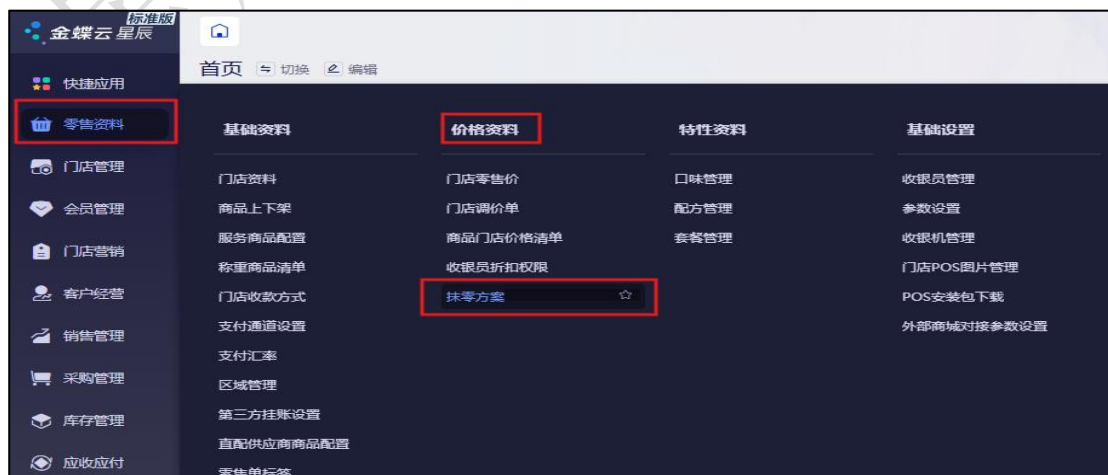 标准版
金蝶云星辰
首页 切换 编辑
快捷应用
零售资料
门店管理
会员管理
门店营销
客户经营
销售管理
采购管理
库存管理
应收应付
基础资料
门店资料
商品上下架
服务商品配置
称重商品清单
门店收款方式
支付通道设置
支付汇率
区域管理
第三方挂账设置
直配供应商商品配置
零售单标签
价格资料
门店零售价
门店调价单
商品门店价格清单
收银员折扣权限
抹零方案
特性资料
口味管理
配方管理
套餐管理
基础设置
收银员管理
参数设置
收银机管理
门店POS图片管理
POS安装包下载
外部商城对接参数设置